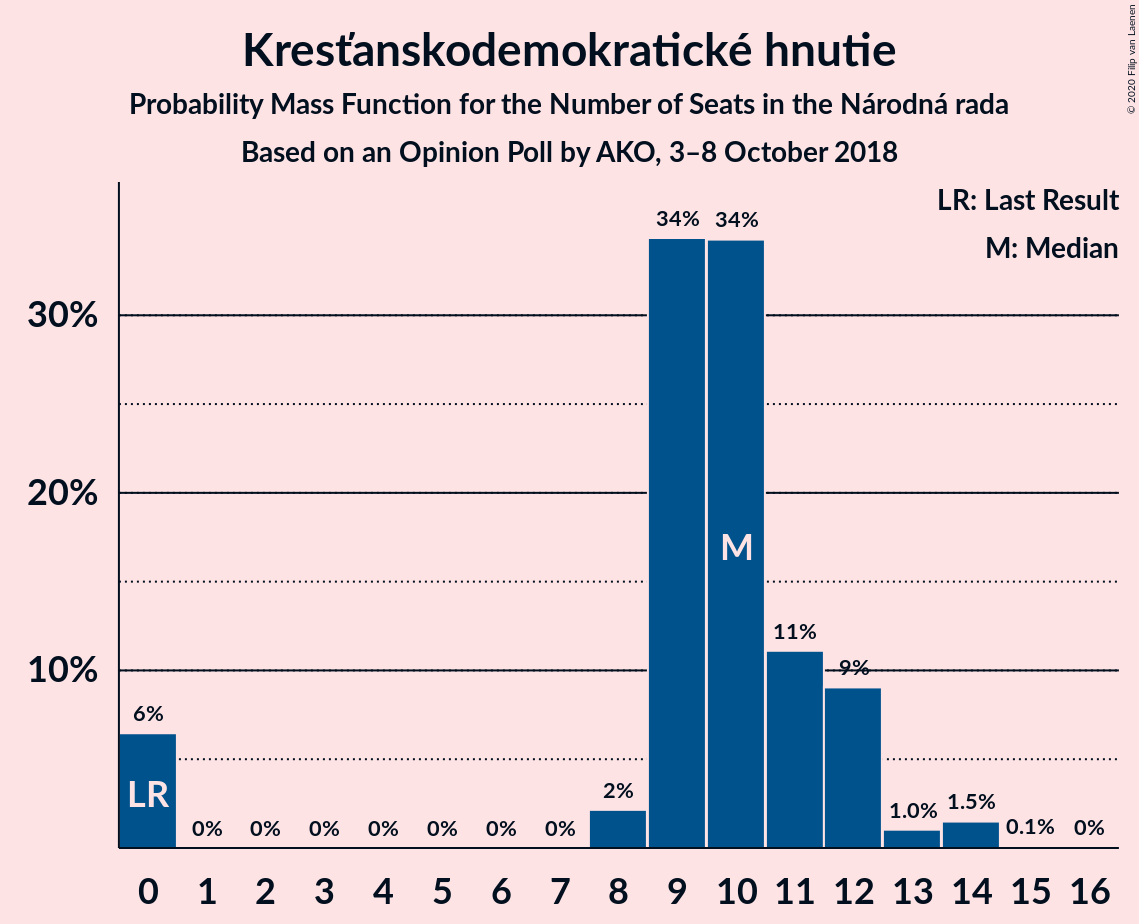 Kresťanskodemokratické hnutie
Probability Mass Function for the Number of Seats in the Národná rada
Based on an Opinion Poll by AKO, 3–8 October 2018
© 2020 Filip van Laenen
LR: Last Result
M: Median
34% 34%
30%
20%
M
11%
10%
9%
6%
LR
0% 0% 0% 0% 0% 0% 0% 2% 1.0% 1.5% 0.1% 0%
0 1 2 3 4 5 6 7 8 9 10 11 12 13 14 15 16